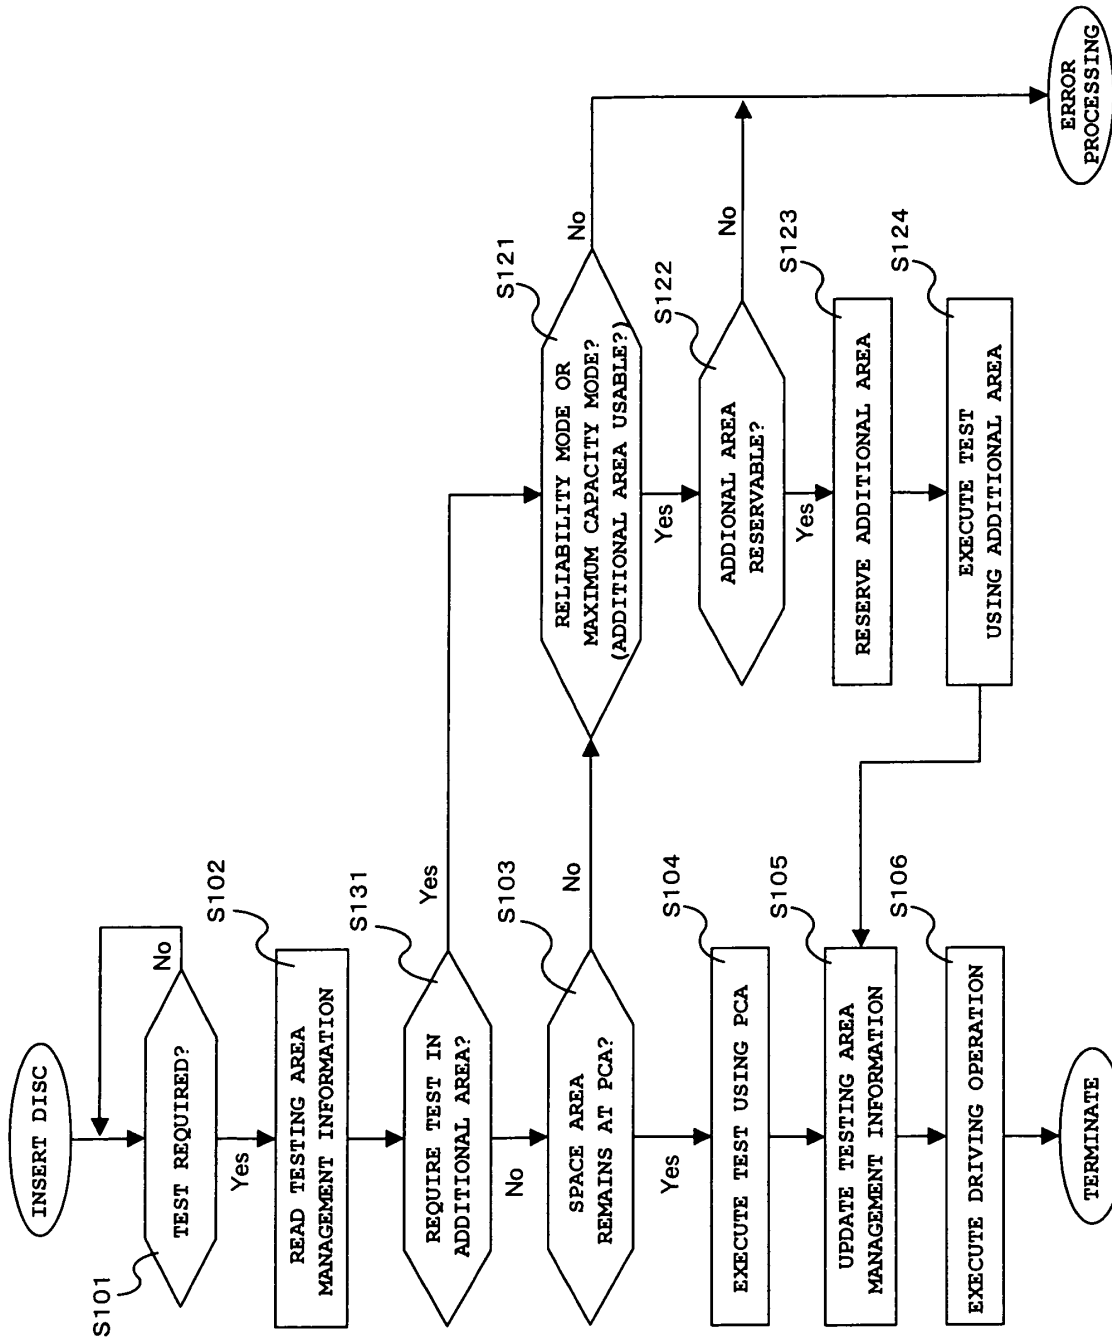 INSERT DISC
S101
TEST REQUIRED?
No
Yes
S102
READ TESTING AREA
MANAGEMENT INFORMATION
S131
REQUIRE TEST IN
ADDITIONAL AREA?
Yes
No
S103
SPACE AREA
REMAINS AT PCA?
No
Yes
S104
EXECUTE TEST USING PCA
S105
UPDATE TESTING AREA
MANAGEMENT INFORMATION
S106
EXECUTE DRIVING OPERATION
TERMINATE
S121
RELIABILITY MODE OR
MAXIMUM CAPACITY MODE?
(ADDITIONAL AREA USABLE?)
No
Yes
S122
ADDIONAL AREA
RESERVABLE?
No
Yes
S123
RESERVE ADDITIONAL AREA
S124
EXECUTE TEST
USING ADDITIONAL AREA
ERROR
PROCESSING